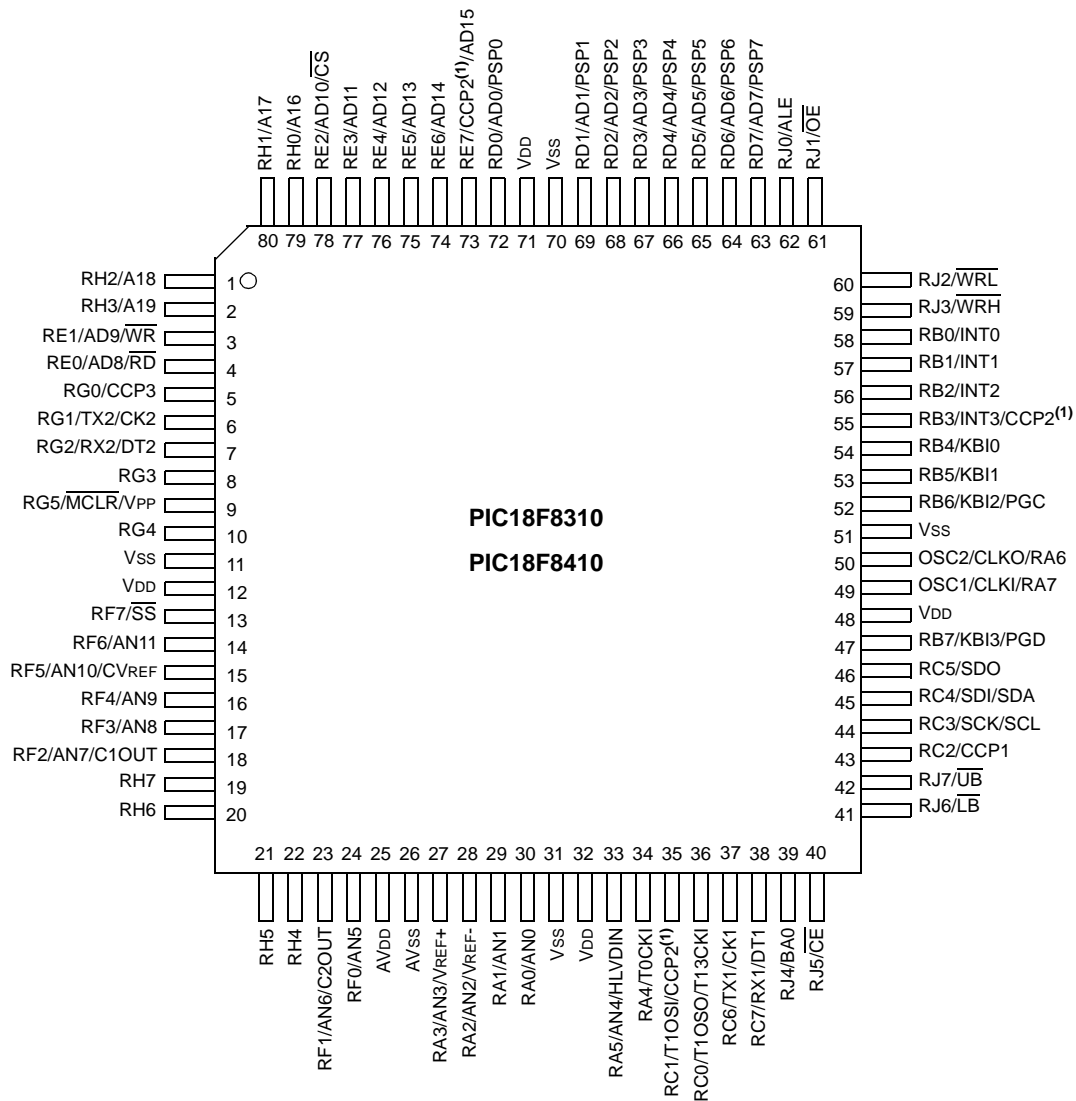 RH1/A17
RH0/A16
RE2/AD10/CS
RE3/AD11
RE4/AD12
RE5/AD13
RE6/AD14
RE7/CCP2(1)/AD15
RD0/AD0/PSP0
VDD
VSS
RD1/AD1/PSP1
RD2/AD2/PSP2
RD3/AD3/PSP3
RD4/AD4/PSP4
RD5/AD5/PSP5
RD6/AD6/PSP6
RD7/AD7/PSP7
RJ0/ALE
RJ1/OE
80 79 78 77 76 75 74 73 72 71 70 69 68 67 66 65 64 63 62 61
RH2/A18 1
RH3/A19 2
RE1/AD9/WR 3
RE0/AD8/RD 4
RG0/CCP3 5
RG1/TX2/CK2 6
RG2/RX2/DT2 7
RG3 8
RG5/MCLR/VPP 9
RG4 10
VSS 11
VDD 12
RF7/SS 13
RF6/AN11 14
RF5/AN10/CVREF 15
RF4/AN9 16
RF3/AN8 17
RF2/AN7/C1OUT 18
RH7 19
RH6 20
PIC18F8310
PIC18F8410
60 RJ2/WRL
59 RJ3/WRH
58 RB0/INT0
57 RB1/INT1
56 RB2/INT2
55 RB3/INT3/CCP2(1)
54 RB4/KBI0
53 RB5/KBI1
52 RB6/KBI2/PGC
51 VSS
50 OSC2/CLKO/RA6
49 OSC1/CLKI/RA7
48 VDD
47 RB7/KBI3/PGD
46 RC5/SDO
45 RC4/SDI/SDA
44 RC3/SCK/SCL
43 RC2/CCP1
42 RJ7/UB
41 RJ6/LB
21 22 23 24 25 26 27 28 29 30 31 32 33 34 35 36 37 38 39 40
RH5
RH4
RF1/AN6/C2OUT
RF0/AN5
AVDD
AVSS
RA3/AN3/VREF+
RA2/AN2/VREF-
RA1/AN1
RA0/AN0
VSS
VDD
RA5/AN4/HLVDIN
RA4/T0CKI
RC1/T1OSI/CCP2(1)
RC0/T1OSO/T13CKI
RC6/TX1/CK1
RC7/RX1/DT1
RJ4/BA0
RJ5/CE